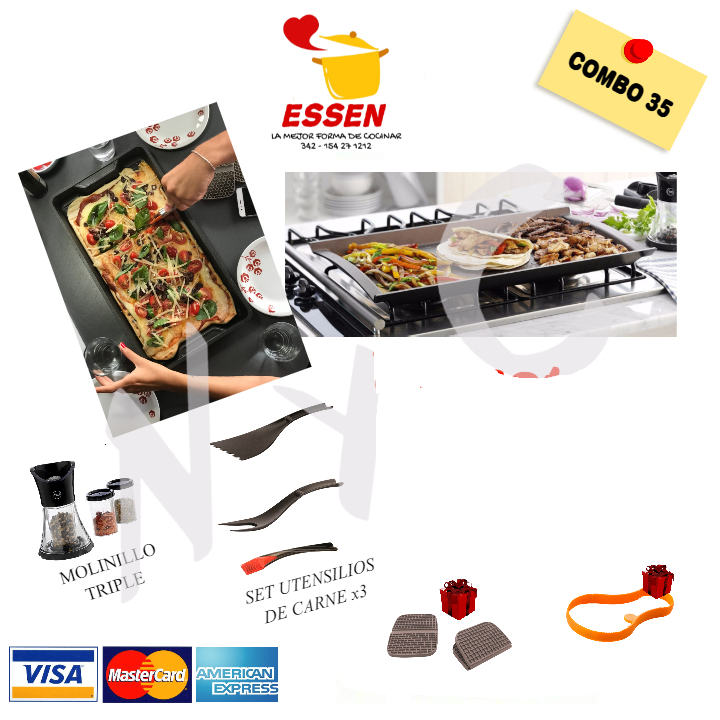 COMBO 35
ESSEN
LA MEJOR FORMA DE COCINAR
342 - 154 27 1212
MOLINILLO
TRIPLE
SET UTENSILIOS
DE CARNE x3
VISA
MasterCard
AMERICAN
EXPRESS